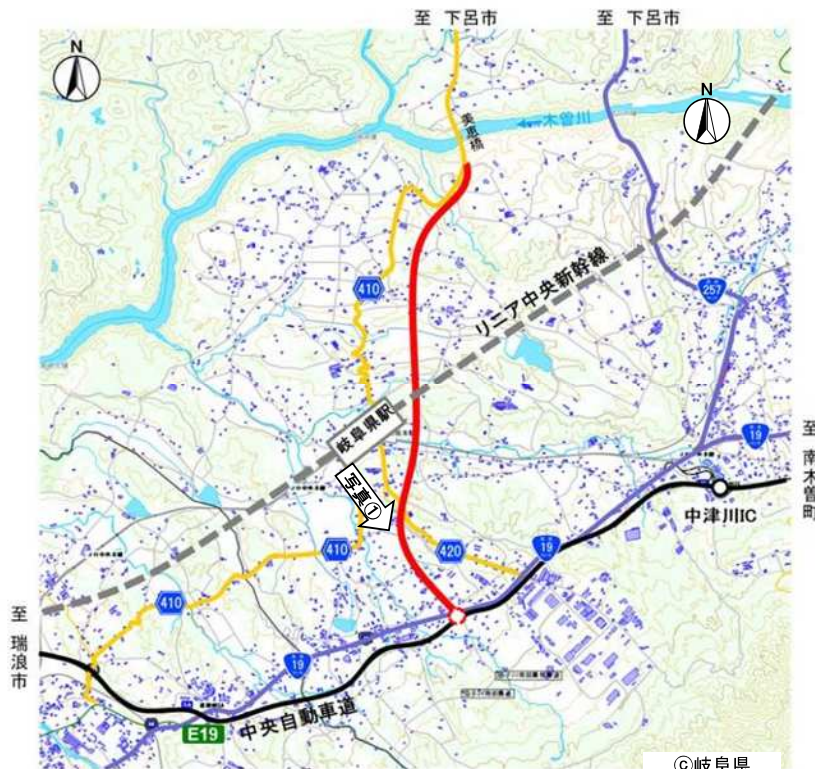 至 下呂市
至 下呂市
N
N
美恵橋
木曽川
410
リニア中央新幹線
257
岐阜県駅
19
至 南木曽町
写真①
中津川IC
410
420
19
410
至 瑞浪市
19
中央自動車道
E19
©岐阜県